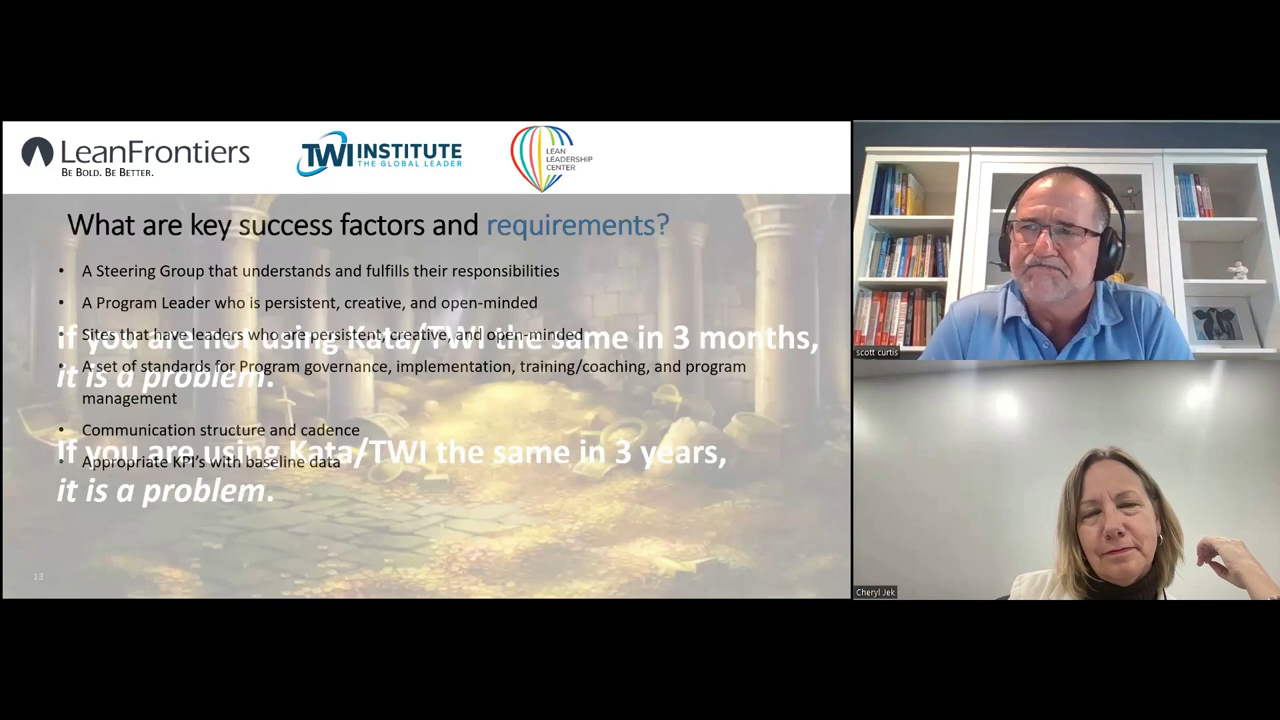 LeanFrontiers
BE BOLD. BE BETTER.
TWI INSTITUTE
THE GLOBAL LEADER
LEAN
LEADERSHIP
CENTER
What are key success factors and requirements?
• A Steering Group that understands and fulfills their responsibilities
• A Program Leader who is persistent, creative, and open-minded
• Sites that have leaders who are persistent, creative, and open-minded
If you are not using Kata/TWI the same in 3 months,
• A set of standards for Program governance, implementation, training/coaching, and program
it is a problem.
management
• Communication structure and cadence
If you are using Kata/TWI the same in 3 years,
• Appropriate KPI's with baseline data
it is a problem.
13
scott curtis
Cheryl Jek